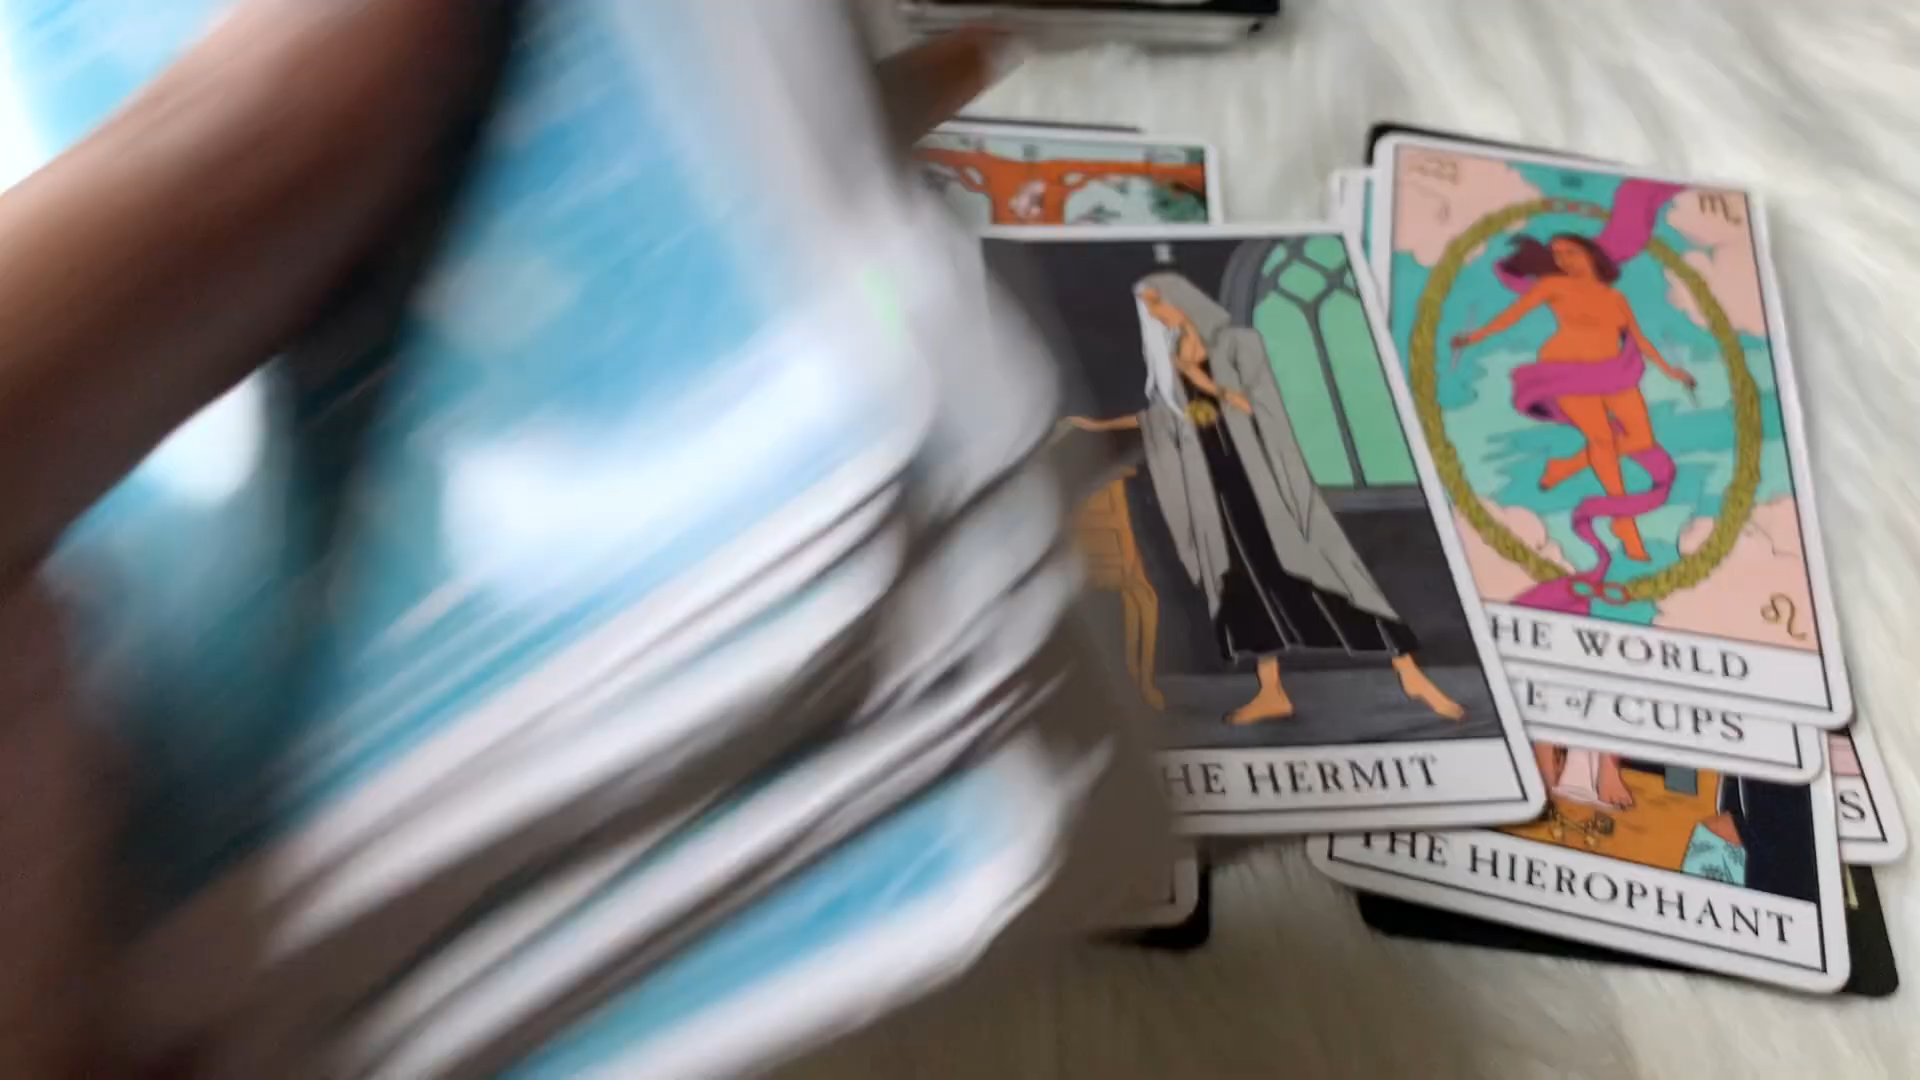 HE HERMIT
HE WORLD
E of CUPS
S
THE HIEROPHANT